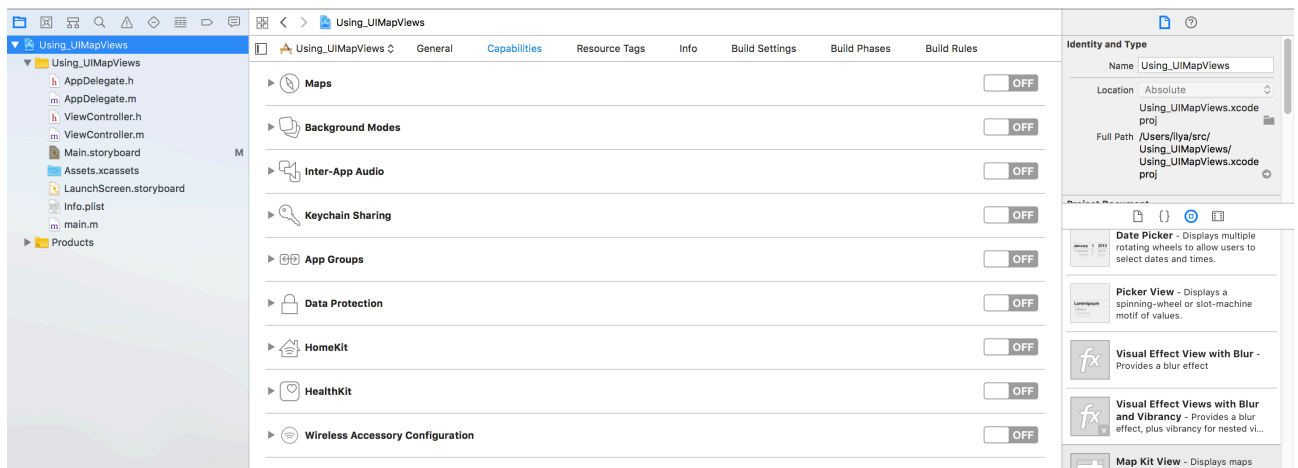 Using_UIMapViews
Using_UIMapViews
Using_UIMapViews
h AppDelegate.h
m AppDelegate.m
h ViewController.h
m ViewController.m
Main.storyboard M
Assets.xcassets
LaunchScreen.storyboard
Info.plist
m main.m
Products
Using_UIMapViews General Capabilities Resource Tags Info Build Settings Build Phases Build Rules
Maps OFF
Background Modes OFF
Inter-App Audio OFF
Keychain Sharing OFF
App Groups OFF
Data Protection OFF
HomeKit OFF
HealthKit OFF
Wireless Accessory Configuration OFF
Identity and Type
Name Using_UIMapViews
Location Absolute
Using_UIMapViews.xcode
proj
Full Path /Users/ilya/src/
Using_UIMapViews/
Using_UIMapViews.xcode
proj
Project Document
{}
Date Picker - Displays multiple
rotating wheels to allow users to
select dates and times.
Picker View - Displays a
spinning-wheel or slot-machine
motif of values.
fx
Visual Effect View with Blur -
Provides a blur effect
fx
V
Visual Effect Views with Blur
and Vibrancy - Provides a blur
effect, plus vibrancy for nested vi...
Map Kit View - Displays maps